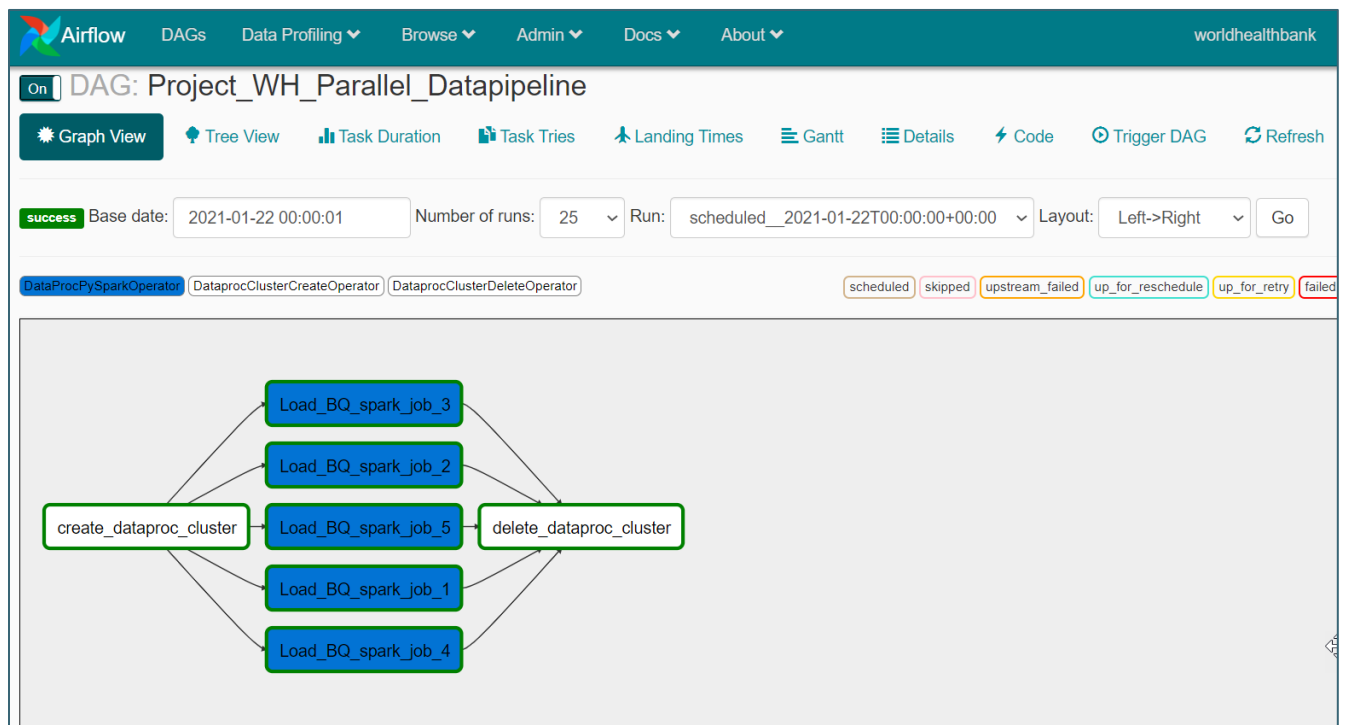 Airflow DAGs Data Profiling Browse Admin Docs About worldhealthbank
On DAG: Project_WH_Parallel_Datapipeline
Graph View Tree View Task Duration Task Tries Landing Times Gantt Details Code Trigger DAG Refresh
success Base date: 2021-01-22 00:00:01 Number of runs: 25 Run: scheduled__2021-01-22T00:00:00+00:00 Layout: Left->Right Go
DataProcPySparkOperator DataprocClusterCreateOperator DataprocClusterDeleteOperator scheduled skipped upstream_failed up_for_reschedule up_for_retry failed
Load_BQ_spark_job_3
Load_BQ_spark_job_2
create_dataproc_cluster Load_BQ_spark_job_5 delete_dataproc_cluster
Load_BQ_spark_job_1
Load_BQ_spark_job_4